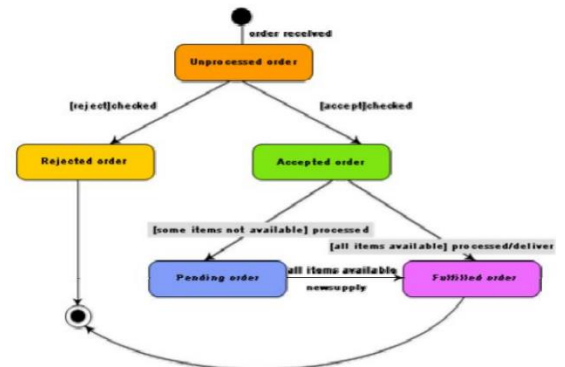 order received
Unprocessed order
[reject]checked
[accept]checked
Rejected order
Accepted order
[some items not available] processed
[all items available] processed/deliver
Pending order
all items available
newsupply
Fulfilled order